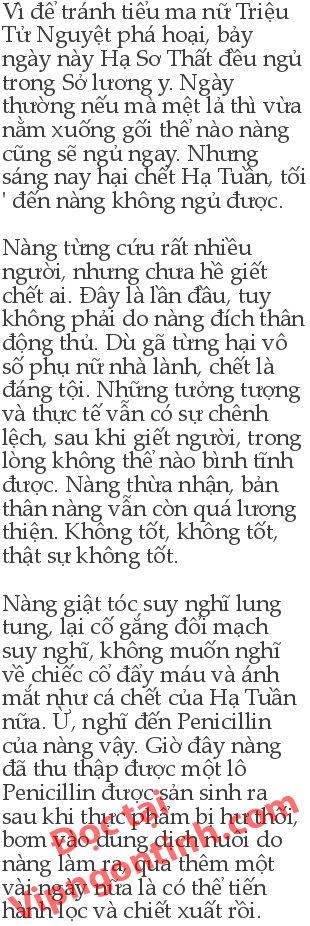 Vì để tránh tiểu ma nữ Triệu
Tử Nguyệt phá hoại, bảy
ngày này Hạ Sơ Thất đều ngủ
trong Sở lương y. Ngày
thường nếu mà mệt lả thì vừa
nằm xuống gối thể nào nàng
cũng sẽ ngủ ngay. Nhưng
sáng nay hại chết Hạ Tuần, tối
' đến nàng không ngủ được.
Nàng từng cứu rất nhiều
người, nhưng chưa hề giết
chết ai. Đây là lần đầu, tuy
không phải do nàng đích thân
động thủ. Dù gã từng hại vô
số phụ nữ nhà lành, chết là
đáng tội. Những tưởng tượng
và thực tế vẫn có sự chênh
lệch, sau khi giết người, trong
lòng không thể nào bình tĩnh
được. Nàng thừa nhận, bản
thân nàng vẫn còn quá lương
thiện. Không tốt, không tốt,
thật sự không tốt.
Nàng giật tóc suy nghĩ lung
tung, lại cố gắng đổi mạch
suy nghĩ, không muốn nghĩ
về chiếc cổ đẩy máu và ánh
mắt như cá chết của Hạ Tuần
nữa. Ừ, nghĩ đến Penicillin
của nàng vậy. Giờ đây nàng
đã thu thập được một lô
Penicillin được sản sinh ra
sau khi thực phẩm bị hư thối,
bơm vào dung dịch nuôi do
nàng làm ra, qua thêm một
vài ngày nữa là có thể tiến
hành lọc và chiết xuất rồi.
Đọc tại
Vipngontinh.com